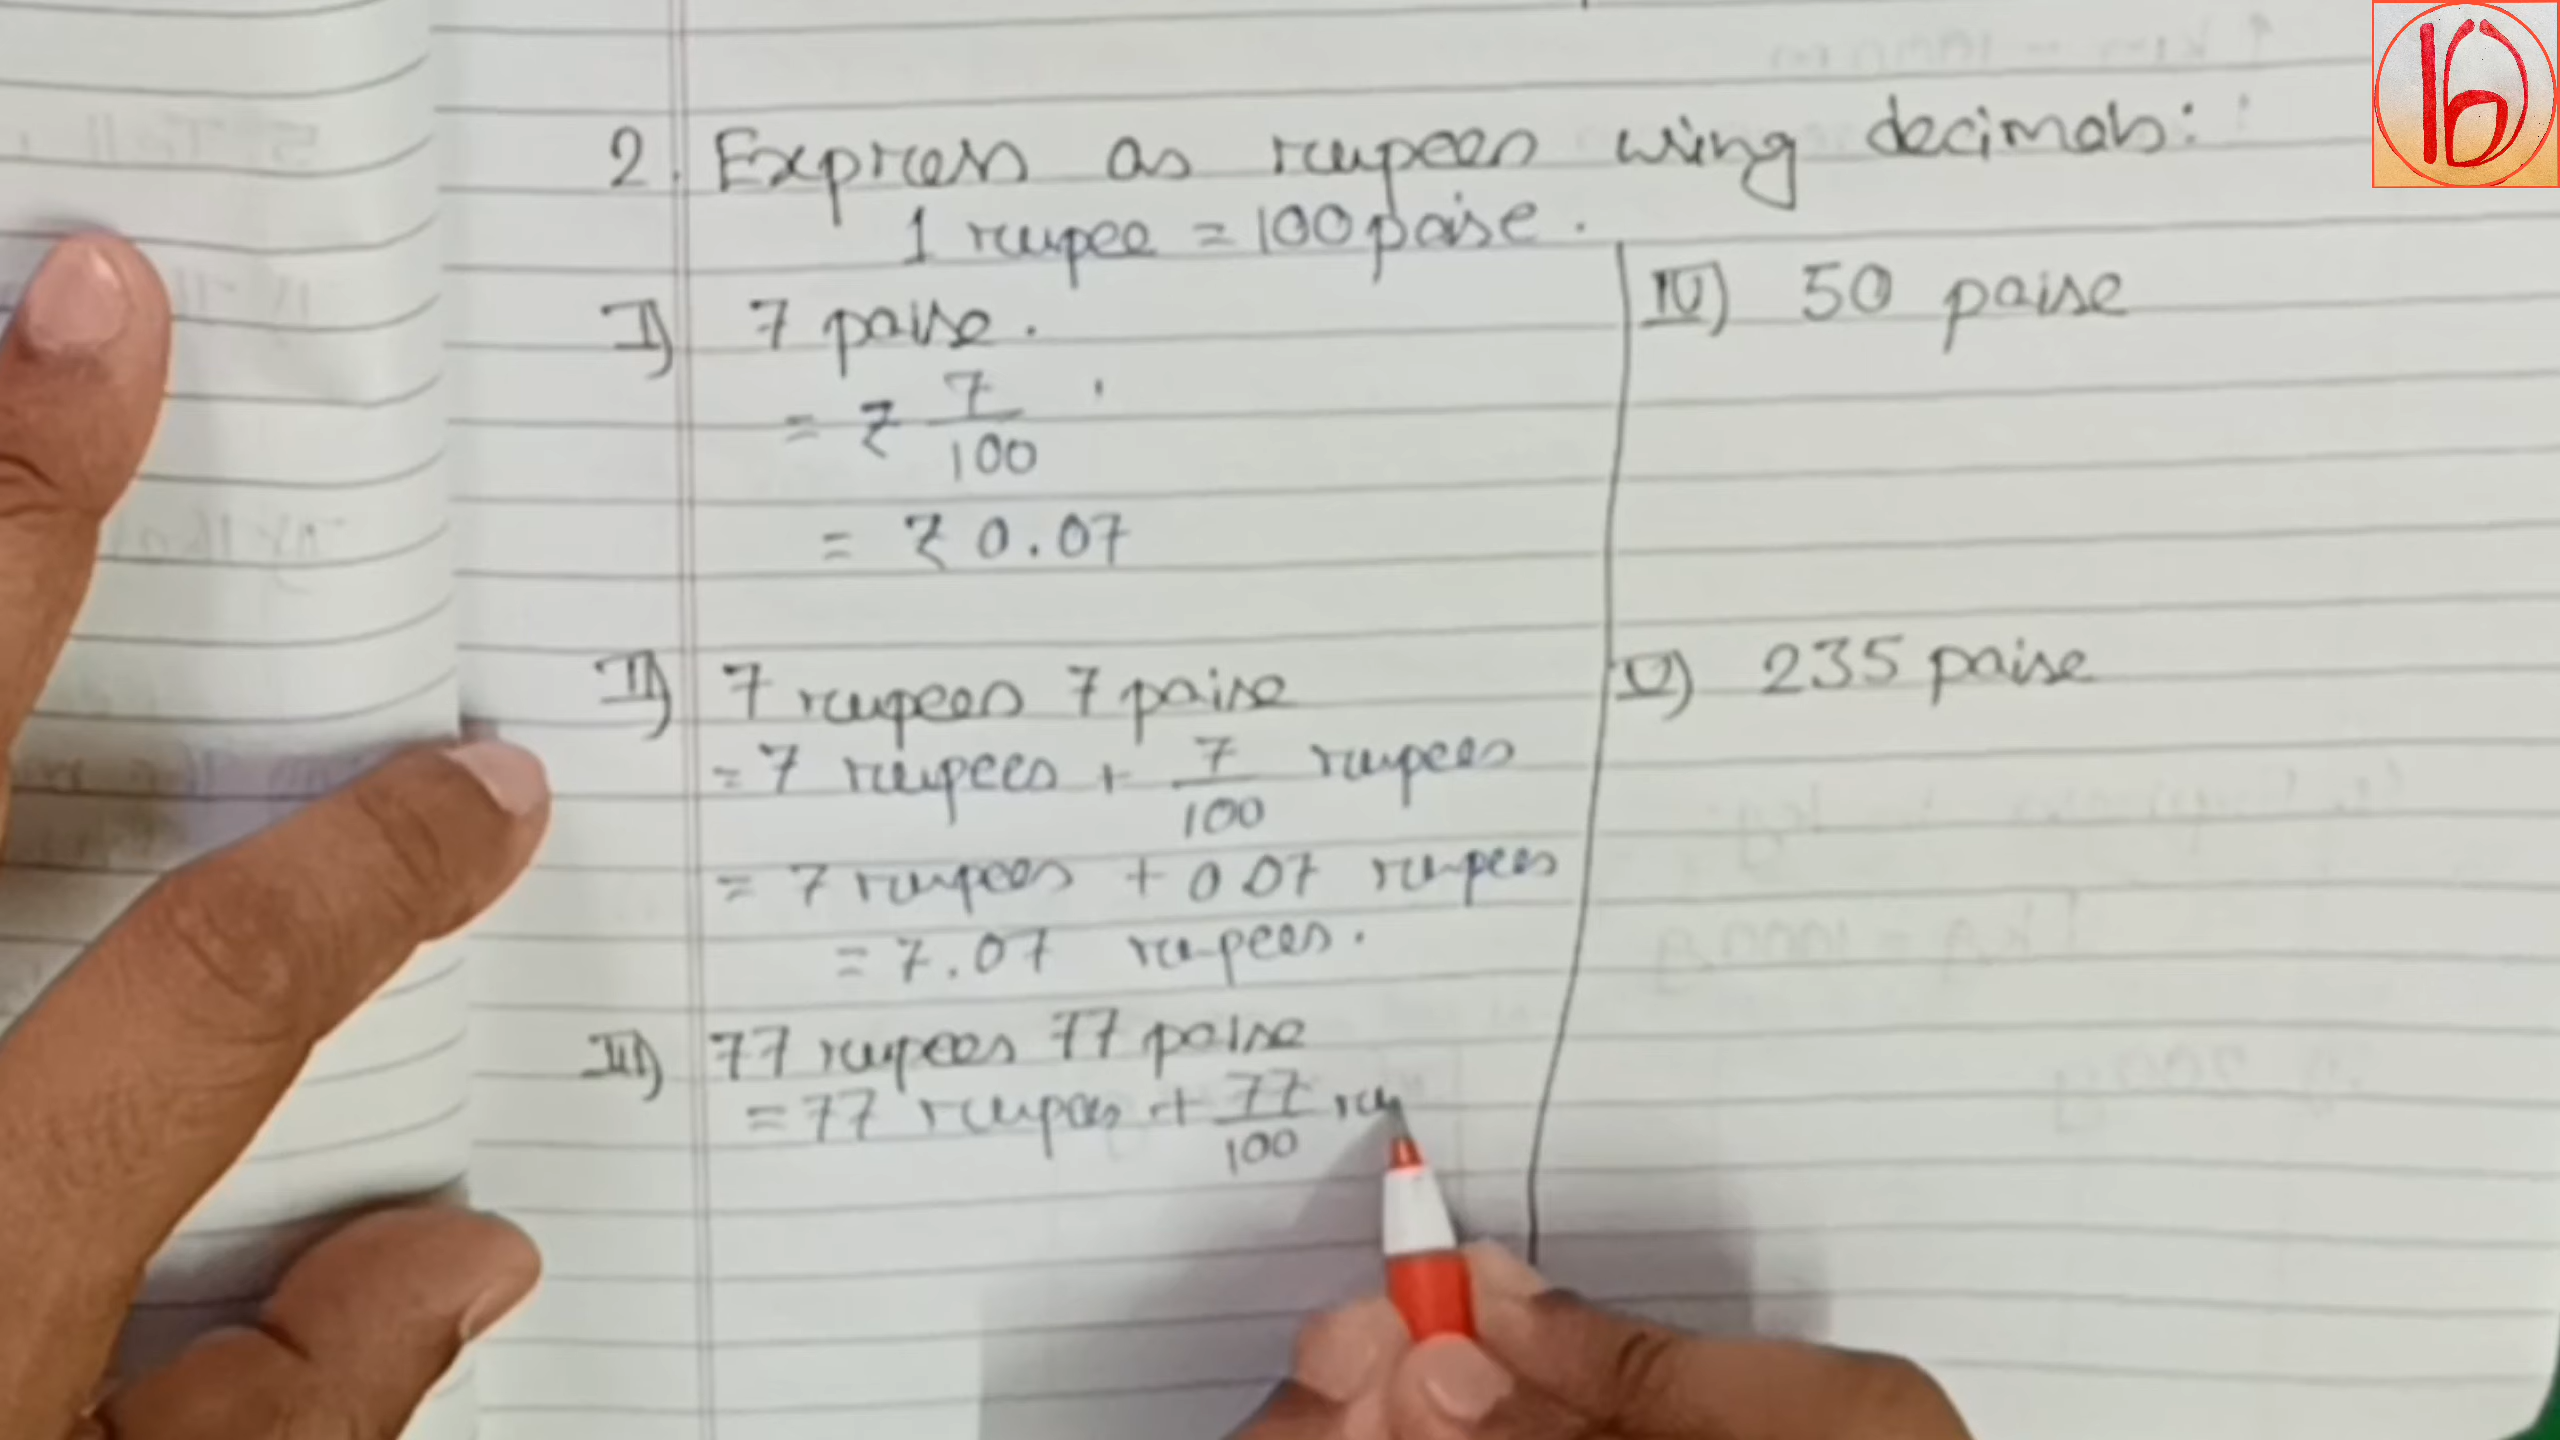 2. Express as rupees using decimals:
1 rupee = 100 paise.
I) 7 paise.
= ₹ 7/100
= ₹ 0.07
II) 7 rupees 7 paise
= 7 rupees + 7/100 rupees
= 7 rupees + 0.07 rupees
= 7.07 rupees.
III) 77 rupees 77 paise
= 77 rupees + 77/100 ru
IV) 50 paise
V) 235 paise